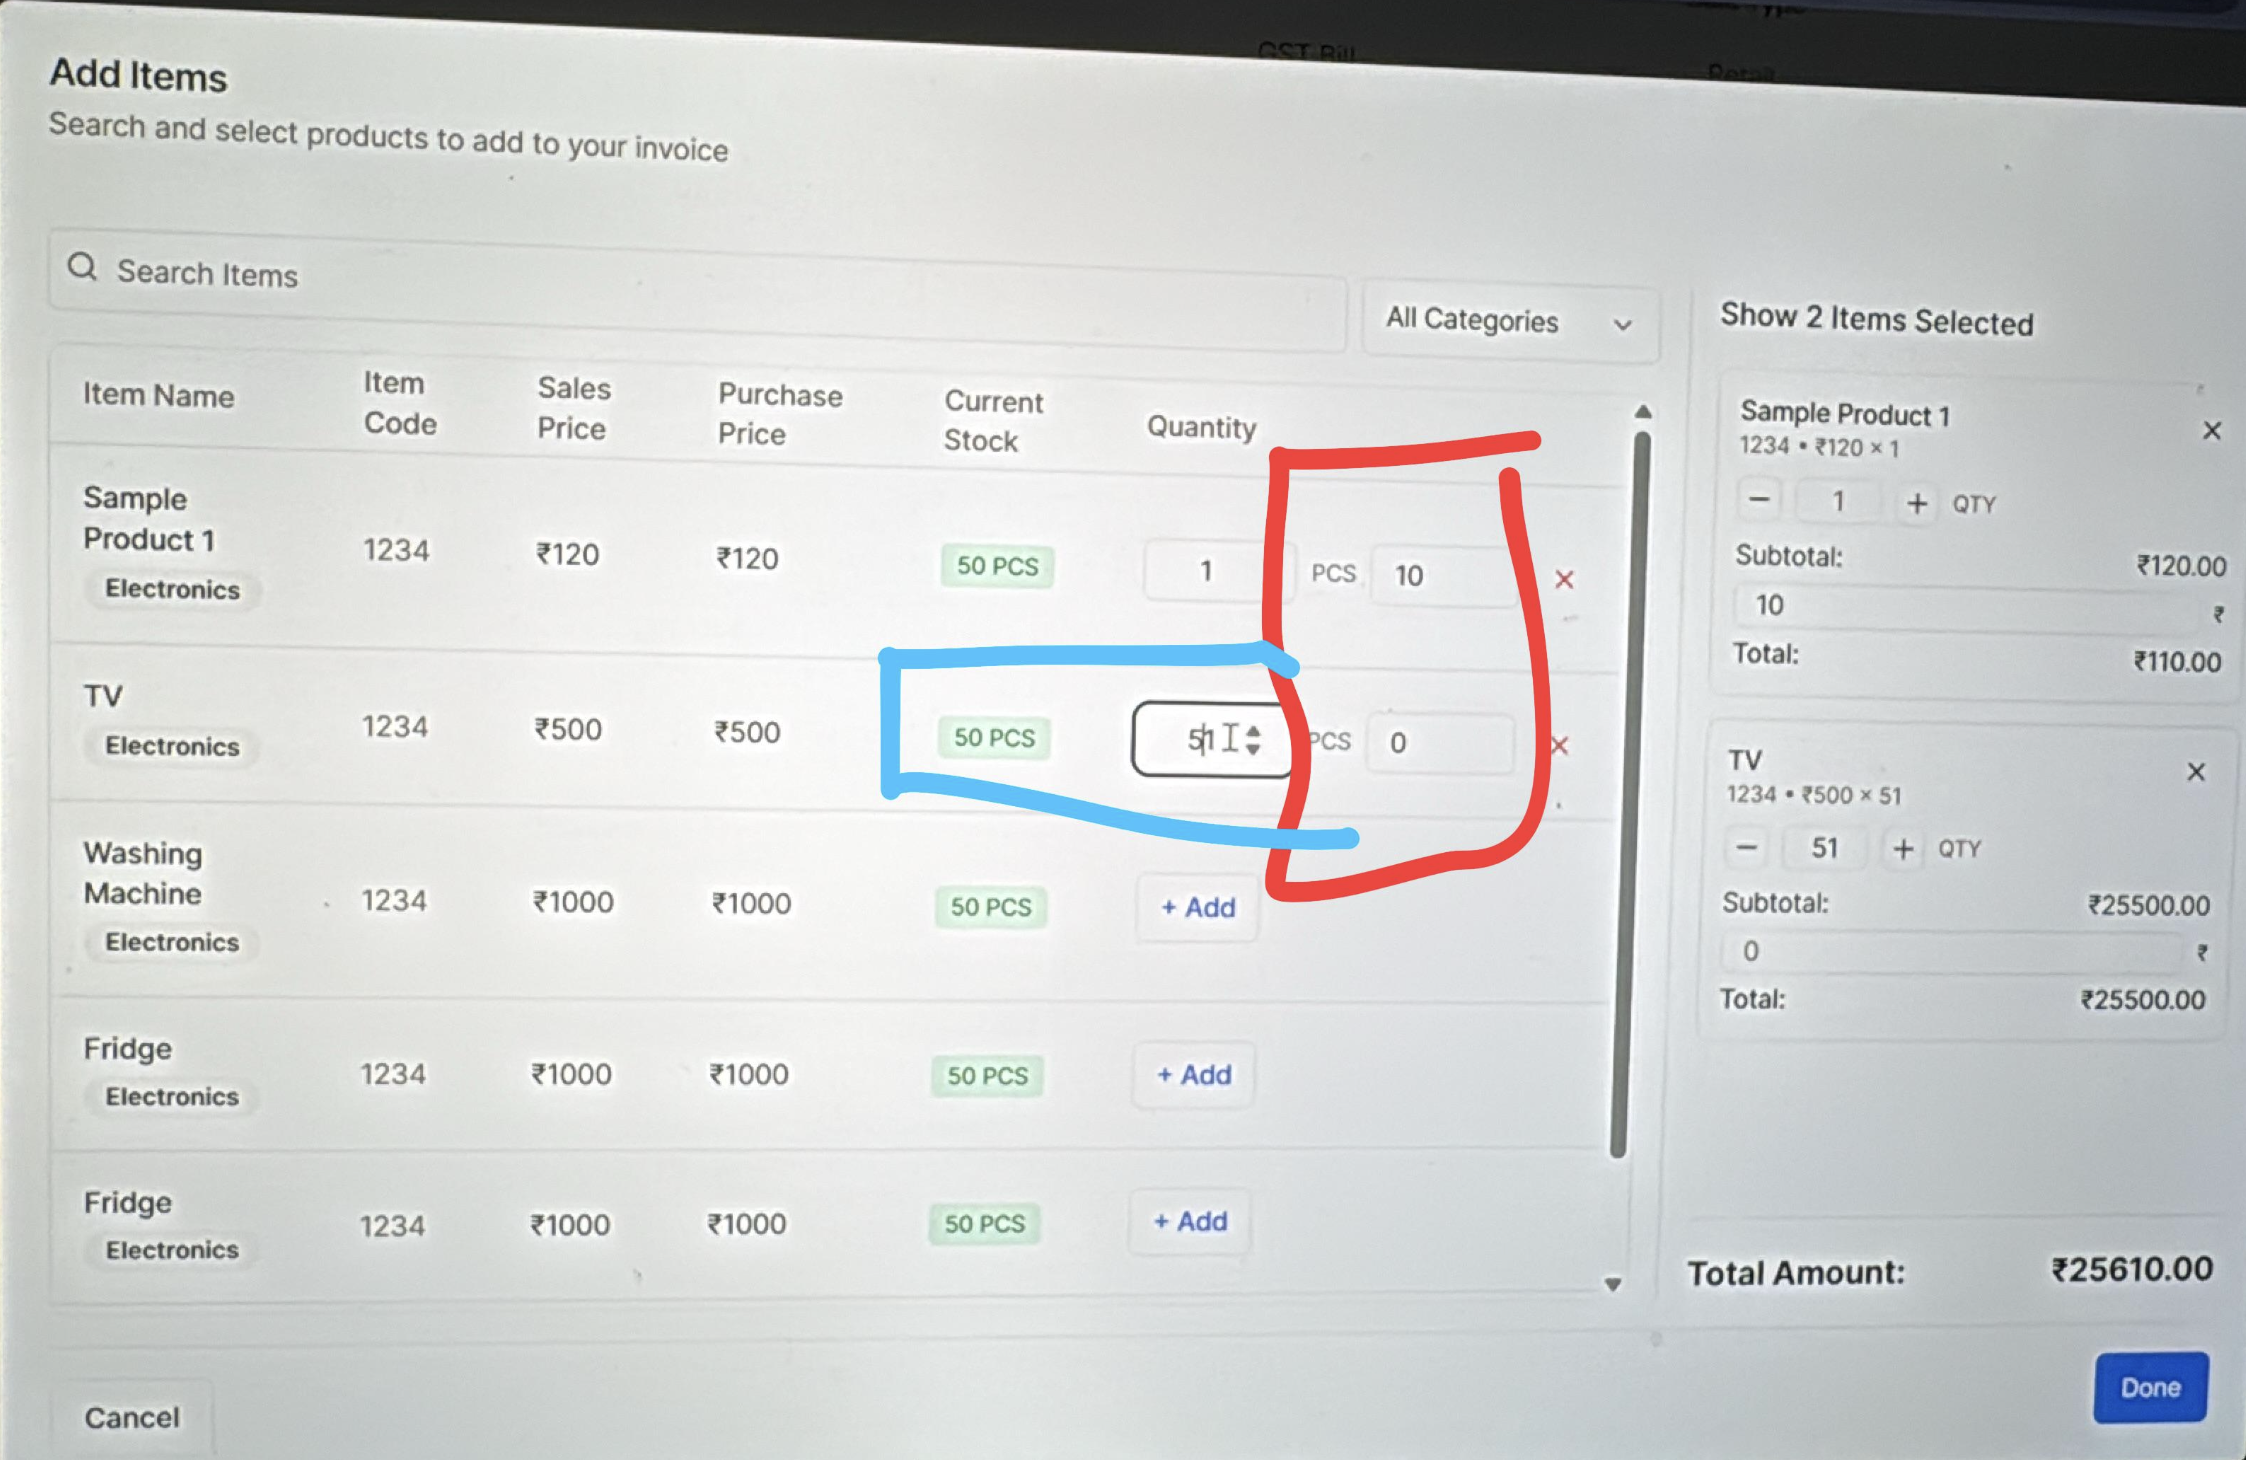 GST Bill
Retail
Add Items
Search and select products to add to your invoice
Search Items
All Categories
Item Name Item Code Sales Price Purchase Price Current Stock Quantity
Sample Product 1 1234 ₹120 ₹120 50 PCS 1 PCS 10 ×
Electronics
TV 1234 ₹500 ₹500 50 PCS 51 PCS 0 ×
Electronics
Washing Machine 1234 ₹1000 ₹1000 50 PCS + Add
Electronics
Fridge 1234 ₹1000 ₹1000 50 PCS + Add
Electronics
Fridge 1234 ₹1000 ₹1000 50 PCS + Add
Electronics
Cancel
Show 2 Items Selected
Sample Product 1 ×
1234 • ₹120 × 1
− 1 + QTY
Subtotal: ₹120.00
10 ₹
Total: ₹110.00
TV ×
1234 • ₹500 × 51
− 51 + QTY
Subtotal: ₹25500.00
0 ₹
Total: ₹25500.00
Total Amount: ₹25610.00
Done